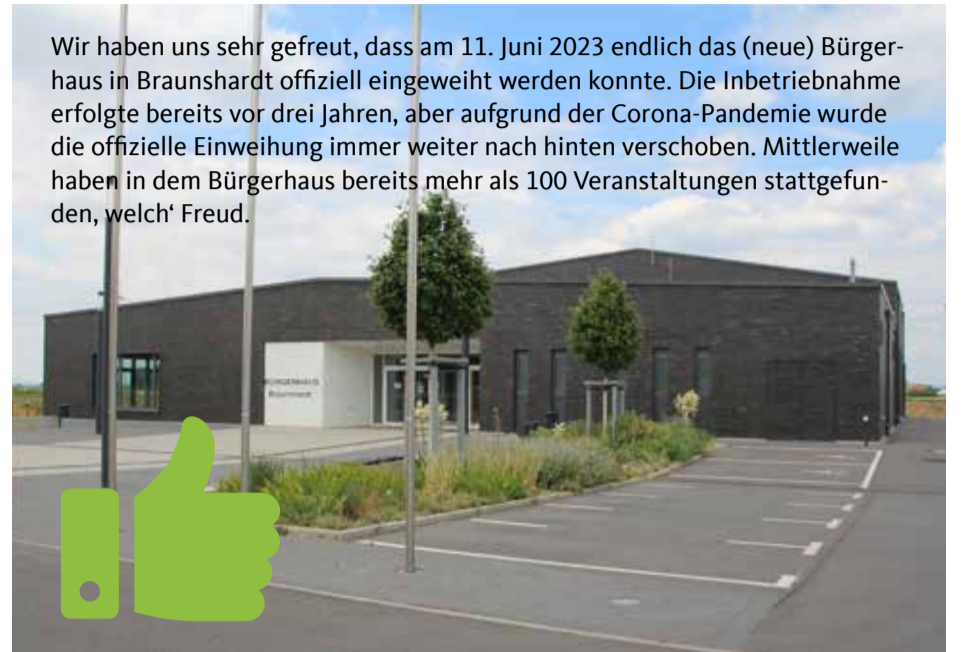 Wir haben uns sehr gefreut, dass am 11. Juni 2023 endlich das (neue) Bürger-
haus in Braunshardt offiziell eingeweiht werden konnte. Die Inbetriebnahme
erfolgte bereits vor drei Jahren, aber aufgrund der Corona-Pandemie wurde
die offizielle Einweihung immer weiter nach hinten verschoben. Mittlerweile
haben in dem Bürgerhaus bereits mehr als 100 Veranstaltungen stattgefun-
den, welch‘ Freud.
BÜRGERHAUS
Braunshardt